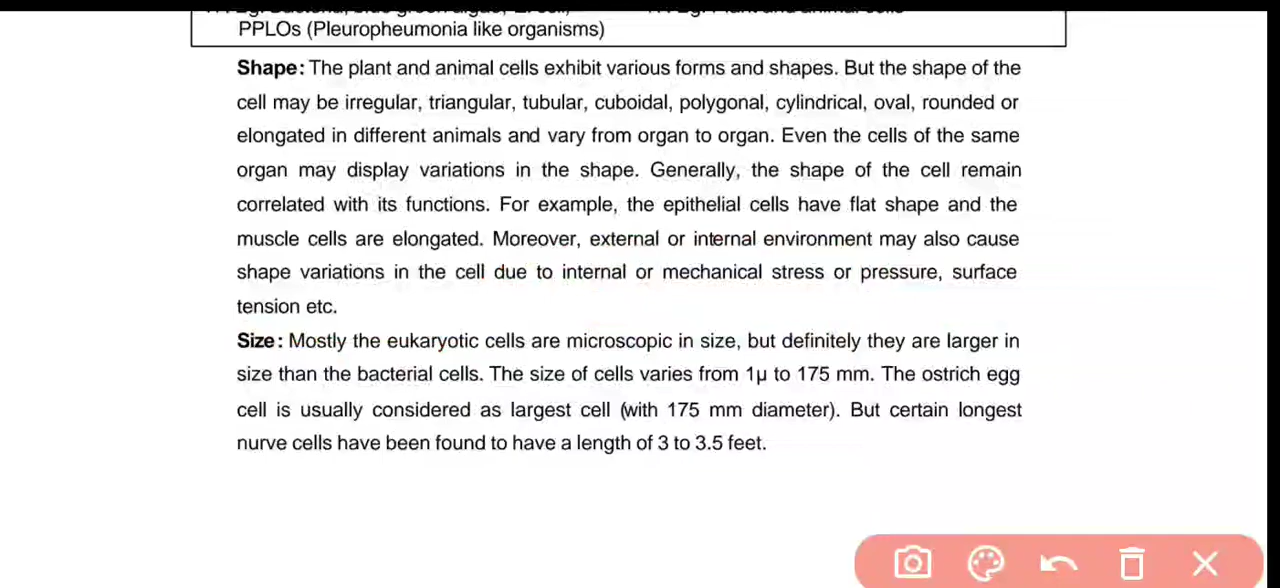 PPLOs (Pleuropheumonia like organisms)
Shape: The plant and animal cells exhibit various forms and shapes. But the shape of the
cell may be irregular, triangular, tubular, cuboidal, polygonal, cylindrical, oval, rounded or
elongated in different animals and vary from organ to organ. Even the cells of the same
organ may display variations in the shape. Generally, the shape of the cell remain
correlated with its functions. For example, the epithelial cells have flat shape and the
muscle cells are elongated. Moreover, external or internal environment may also cause
shape variations in the cell due to internal or mechanical stress or pressure, surface
tension etc.
Size: Mostly the eukaryotic cells are microscopic in size, but definitely they are larger in
size than the bacterial cells. The size of cells varies from 1µ to 175 mm. The ostrich egg
cell is usually considered as largest cell (with 175 mm diameter). But certain longest
nurve cells have been found to have a length of 3 to 3.5 feet.